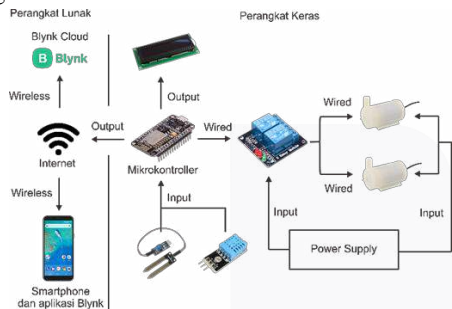 Perangkat Lunak
Perangkat Keras
Blynk Cloud
B Blynk
Wireless
Output
Output
Wired
Wired
Internet
Mikrokontroller
Wired
Wireless
Input
Input
Input
Power Supply
Smartphone
dan aplikasi Blynk